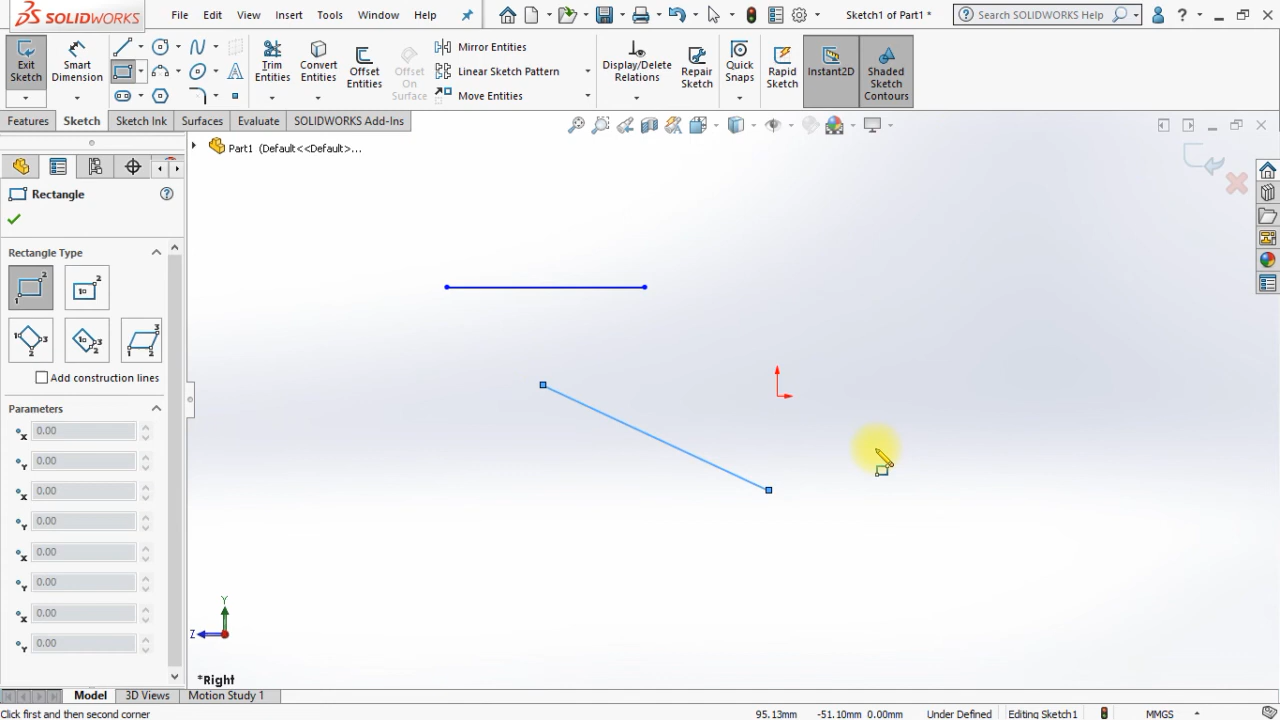 SOLIDWORKS
File Edit View Insert Tools Window Help
Sketch1 of Part1 *
Search SOLIDWORKS Help
?
Exit Sketch
Smart Dimension
Trim Entities
Convert Entities
Offset Entities
Offset On Surface
Mirror Entities
Linear Sketch Pattern
Move Entities
Display/Delete Relations
Repair Sketch
Quick Snaps
Rapid Sketch
Instant2D
Shaded Sketch Contours
Features Sketch Sketch Ink Surfaces Evaluate SOLIDWORKS Add-Ins
Part1 (Default<<Default>...
Rectangle
Rectangle Type
Add construction lines
Parameters
x 0.00
Y 0.00
x 0.00
Y 0.00
x 0.00
Y 0.00
x 0.00
Y 0.00
Y
Z
*Right
Model 3D Views Motion Study 1
Click first and then second corner
95.13mm -51.10mm 0.00mm Under Defined Editing Sketch1 MMGS